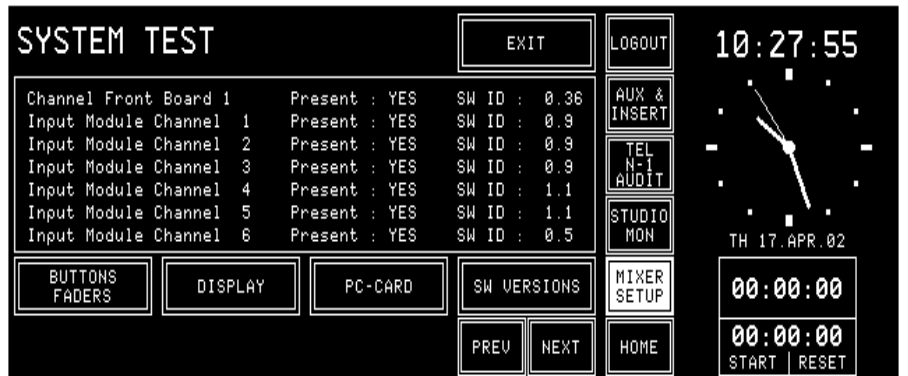 SYSTEM TEST
EXIT
Channel Front Board 1 Present : YES SW ID : 0.36
Input Module Channel 1 Present : YES SW ID : 0.9
Input Module Channel 2 Present : YES SW ID : 0.9
Input Module Channel 3 Present : YES SW ID : 0.9
Input Module Channel 4 Present : YES SW ID : 1.1
Input Module Channel 5 Present : YES SW ID : 1.1
Input Module Channel 6 Present : YES SW ID : 0.5
BUTTONS
FADERS
DISPLAY
PC-CARD
SW VERSIONS
PREV
NEXT
LOGOUT
AUX &
INSERT
TEL
N-1
AUDIT
STUDIO
MON
MIXER
SETUP
HOME
10:27:55
TH 17.APR.02
00:00:00
00:00:00
START | RESET